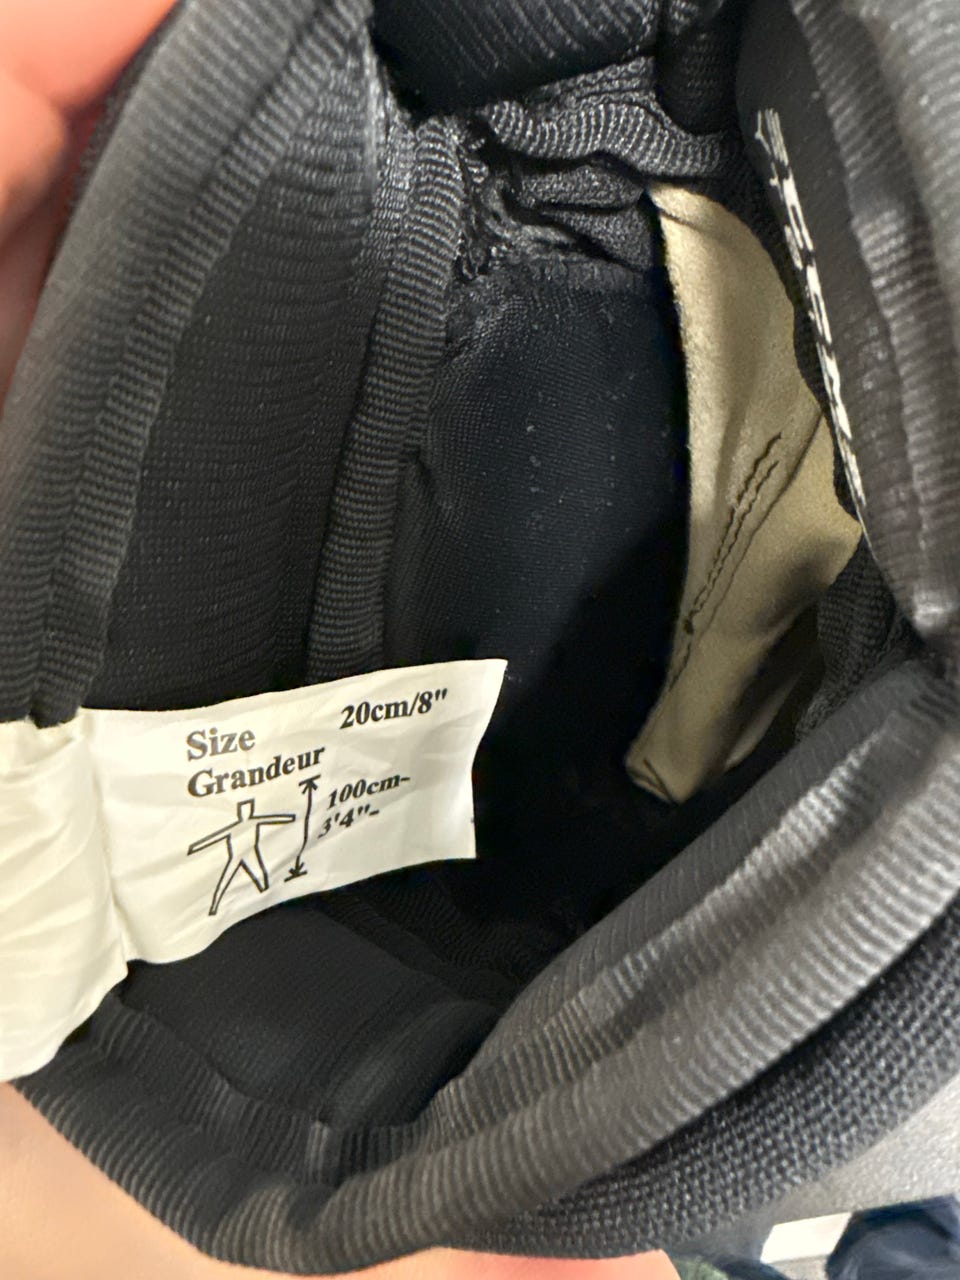 Size 20cm/8"
Grandeur
100cm-
3'4"-